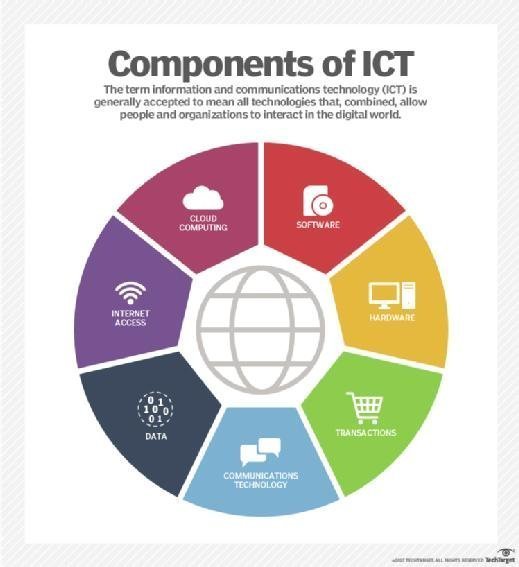 Components of ICT
The term information and communications technology (ICT) is
generally accepted to mean all technologies that, combined, allow
people and organizations to interact in the digital world.
CLOUD
COMPUTING
SOFTWARE
INTERNET
ACCESS
HARDWARE
0 1
1 0 0
0 1
DATA
TRANSACTIONS
COMMUNICATIONS
TECHNOLOGY
©2017 TECHTARGET. ALL RIGHTS RESERVED TechTarget